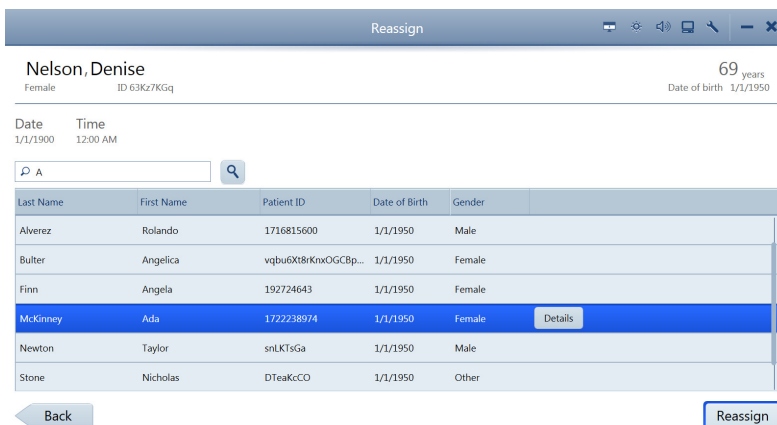 Reassign
Nelson, Denise
69 years
Female ID 63Kz7KGq
Date of birth 1/1/1950
Date Time
1/1/1900 12:00 AM
A
Last Name First Name Patient ID Date of Birth Gender
Alverez Rolando 1716815600 1/1/1950 Male
Bulter Angelica vqbu6Xt8rKnxOGCBp... 1/1/1950 Female
Finn Angela 192724643 1/1/1950 Female
McKinney Ada 1722238974 1/1/1950 Female Details
Newton Taylor snLKTsGa 1/1/1950 Male
Stone Nicholas DTeaKcCO 1/1/1950 Other
Back Reassign